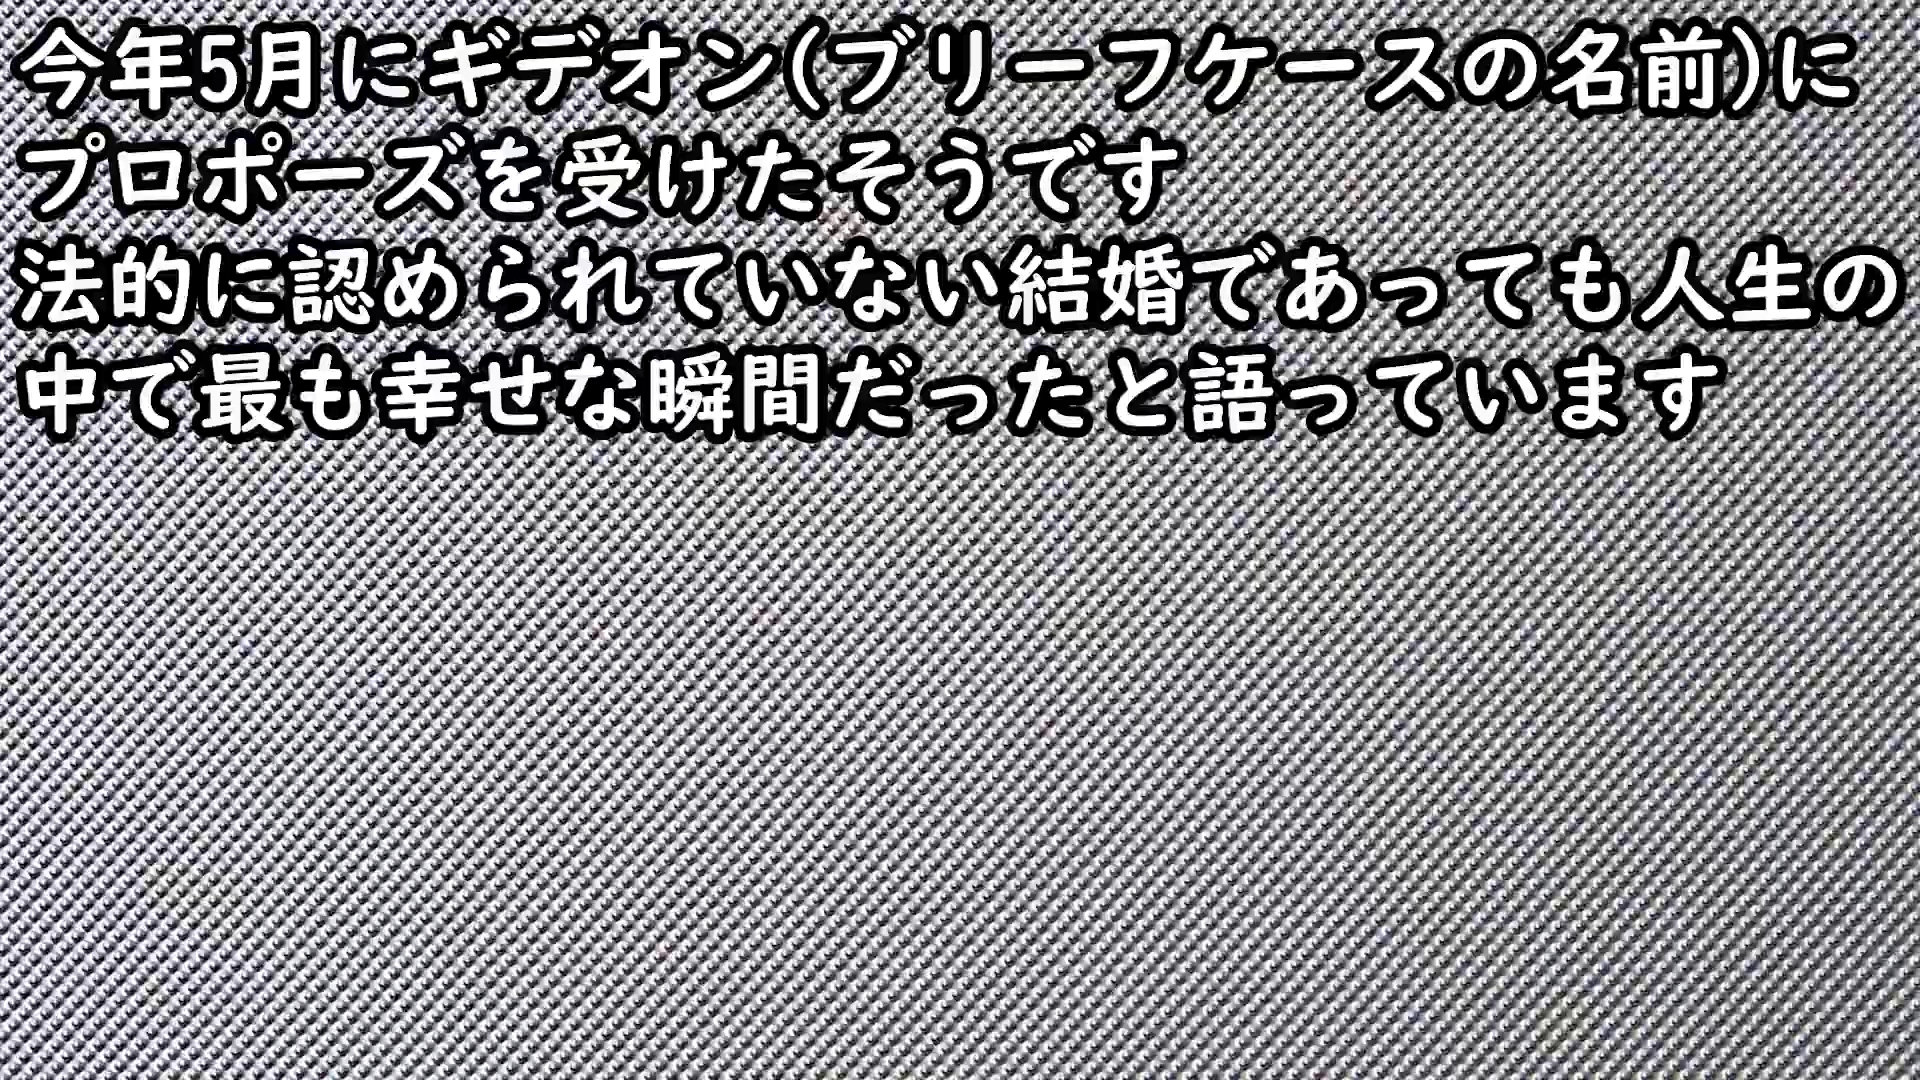 今年5月にギデオン(ブリーフケースの名前)に
プロポーズを受けたそうです
法的に認められていない結婚であっても人生の
中で最も幸せな瞬間だったと語っています